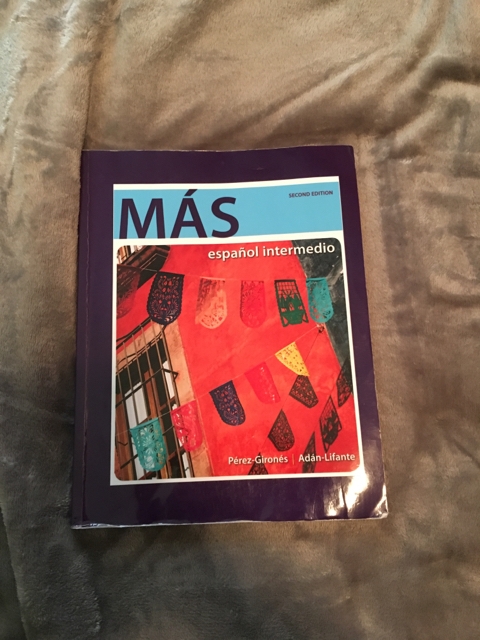 SECOND EDITION
MÁS
español intermedio
Pérez-Gironés | Adán-Lifante